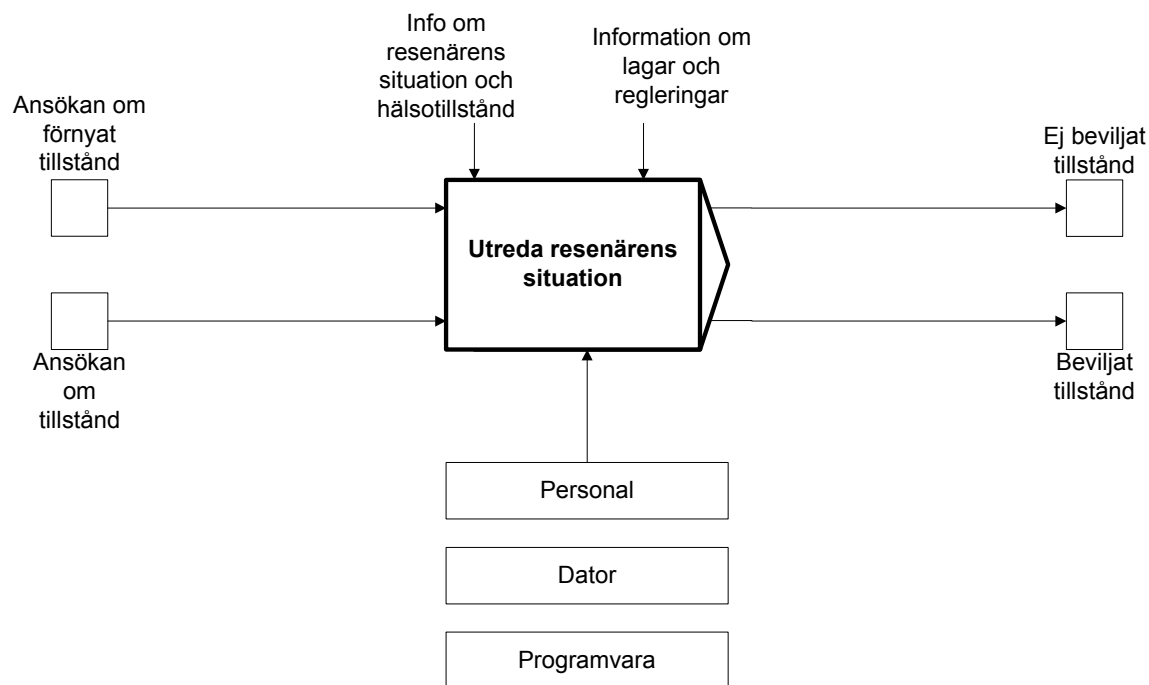 Info om
resenärens
situation och
hälsotillstånd
Information om
lagar och
regleringar
Ansökan om
förnyat
tillstånd
Ej beviljat
tillstånd
Utreda resenärens
situation
Ansökan
om
tillstånd
Beviljat
tillstånd
Personal
Dator
Programvara